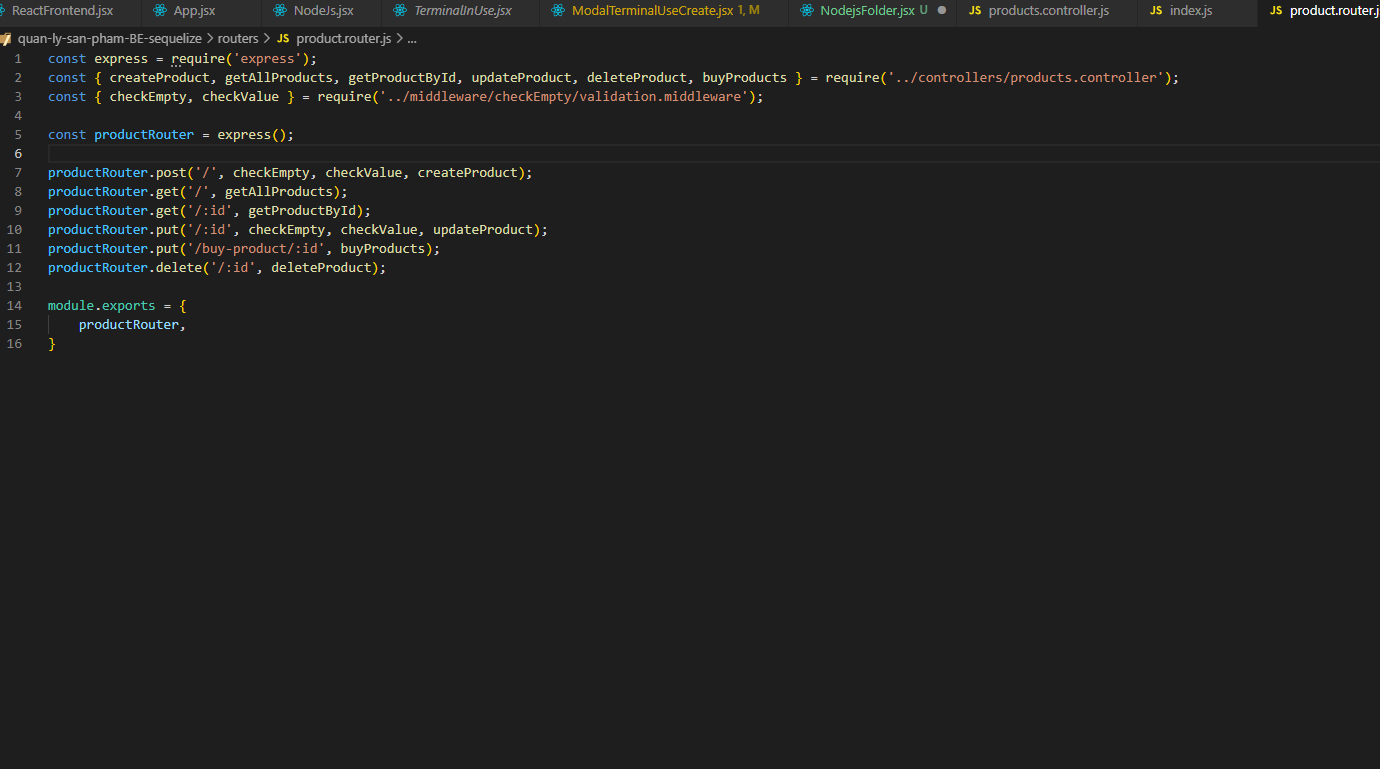 ReactFrontend.jsx App.jsx NodeJs.jsx TerminalInUse.jsx ModalTerminalUseCreate.jsx 1, M NodejsFolder.jsx U JS products.controller.js JS index.js JS product.router.j
quan-ly-san-pham-BE-sequelize > routers > JS product.router.js > ...
1 const express = require('express');
2 const { createProduct, getAllProducts, getProductById, updateProduct, deleteProduct, buyProducts } = require('../controllers/products.controller');
3 const { checkEmpty, checkValue } = require('../middleware/checkEmpty/validation.middleware');
4
5 const productRouter = express();
6
7 productRouter.post('/', checkEmpty, checkValue, createProduct);
8 productRouter.get('/', getAllProducts);
9 productRouter.get('/:id', getProductById);
10 productRouter.put('/:id', checkEmpty, checkValue, updateProduct);
11 productRouter.put('/buy-product/:id', buyProducts);
12 productRouter.delete('/:id', deleteProduct);
13
14 module.exports = {
15 productRouter,
16 }